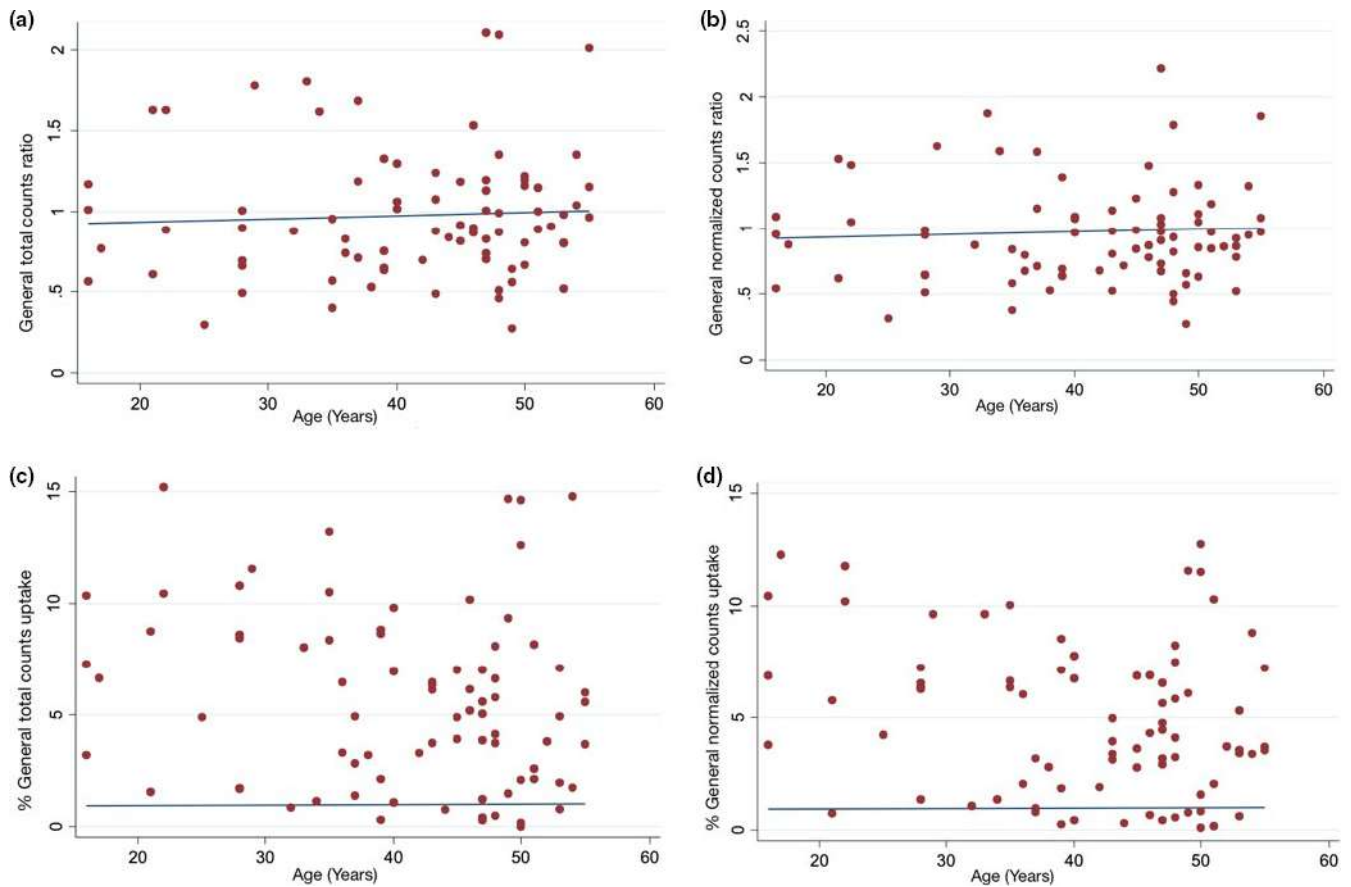 (a)
General total counts ratio
0 .5 1 1.5 2
20 30 40 50 60
Age (Years)
(b)
General normalized counts ratio
0 .5 1 1.5 2 2.5
20 30 40 50 60
Age (Years)
(c)
% General total counts uptake
0 5 10 15
20 30 40 50 60
Age (Years)
(d)
% General normalized counts uptake
0 5 10 15
20 30 40 50 60
Age (Years)